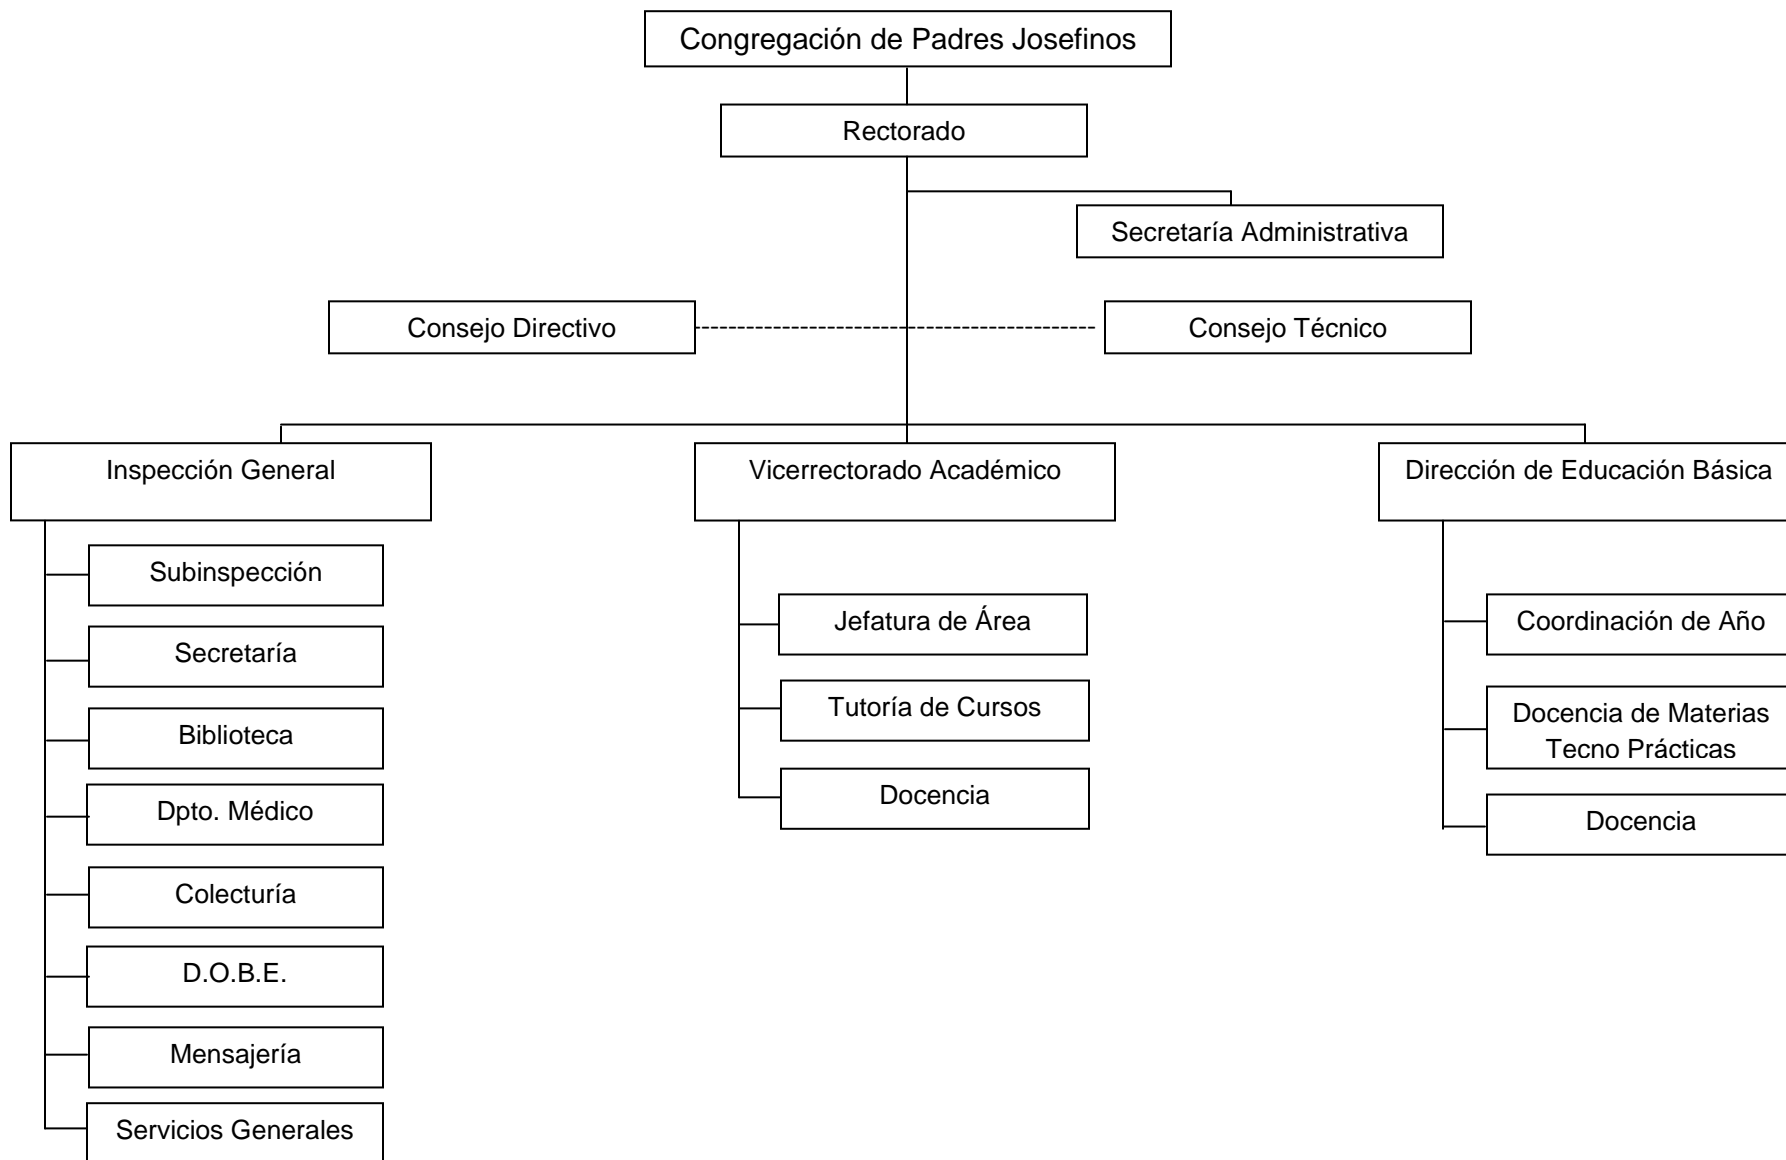 Congregación de Padres Josefinos
Rectorado
Secretaría Administrativa
Consejo Directivo
Consejo Técnico
Inspección General
Vicerrectorado Académico
Dirección de Educación Básica
Subinspección
Secretaría
Biblioteca
Dpto. Médico
Colecturía
D.O.B.E.
Mensajería
Servicios Generales
Jefatura de Área
Tutoría de Cursos
Docencia
Coordinación de Año
Docencia de Materias
Tecno Prácticas
Docencia